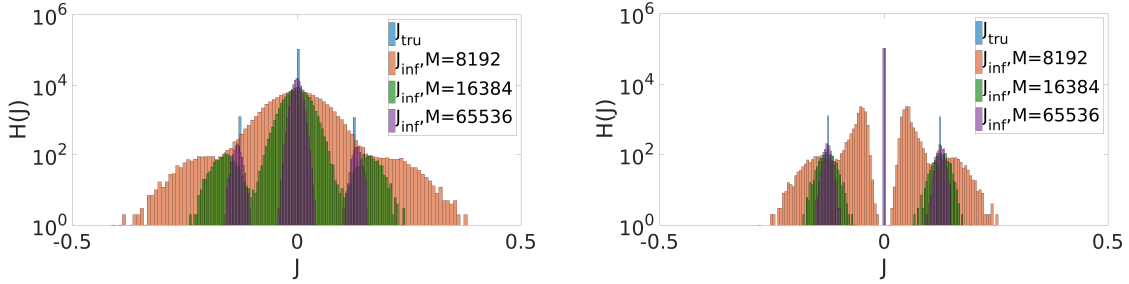 10^6
10^4
10^2
10^0
H(J)
-0.5
0
0.5
J
J_tru
J_inf,M=8192
J_inf,M=16384
J_inf,M=65536
10^6
10^4
10^2
10^0
H(J)
-0.5
0
0.5
J
J_tru
J_inf,M=8192
J_inf,M=16384
J_inf,M=65536